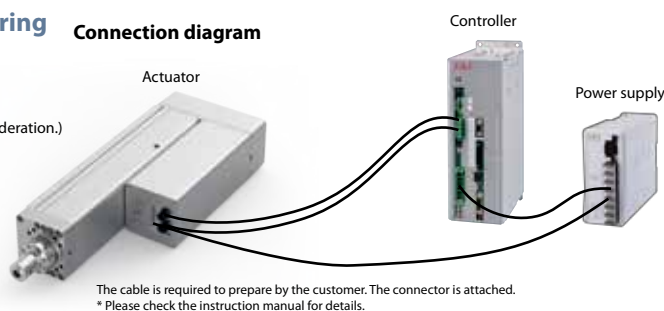 ring
Connection diagram
Controller
Actuator
Power supply
deration.)
The cable is required to prepare by the customer. The connector is attached.
* Please check the instruction manual for details.